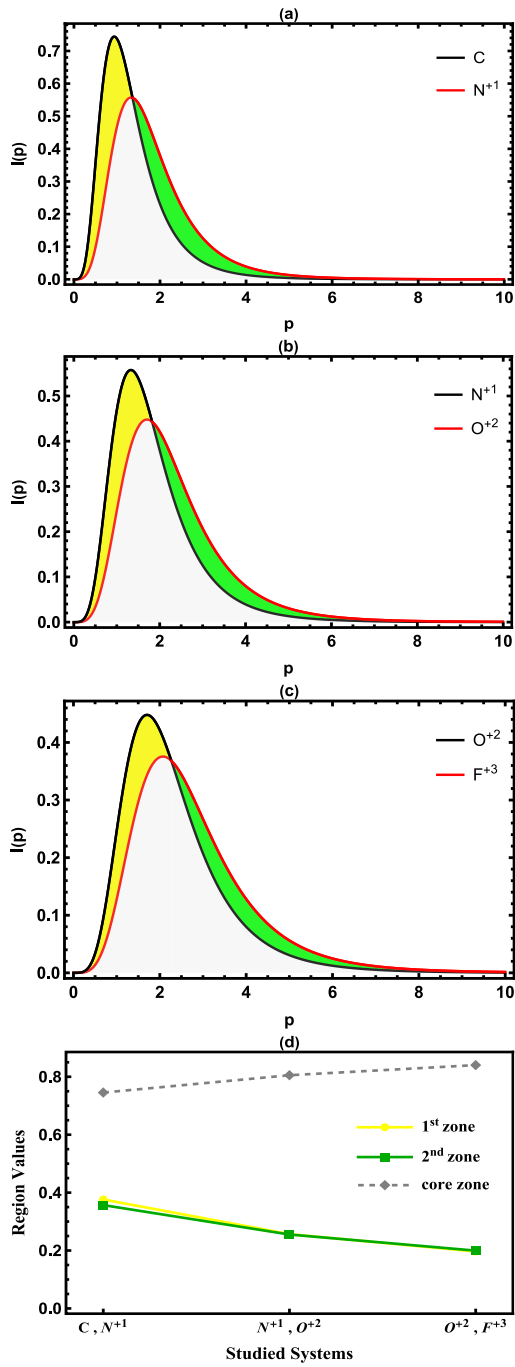 (a)
C
N+1
I(p)
0.7
0.6
0.5
0.4
0.3
0.2
0.1
0.0
0 2 4 6 8 10
p
(b)
N+1
O+2
I(p)
0.5
0.4
0.3
0.2
0.1
0.0
0 2 4 6 8 10
p
(c)
O+2
F+3
I(p)
0.4
0.3
0.2
0.1
0.0
0 2 4 6 8 10
p
(d)
Region Values
0.8
0.6
0.4
0.2
0.0
1st zone
2nd zone
core zone
C , N+1 N+1 , O+2 O+2 , F+3
Studied Systems